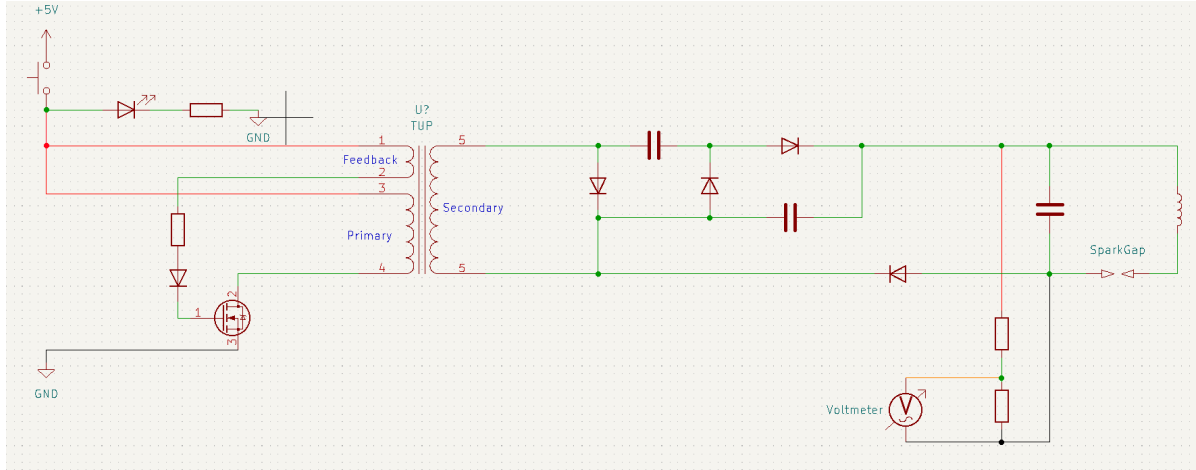 +5V
GND
U?
TUP
1
5
Feedback
2
3
Secondary
Primary
SparkGap
4
5
2
1
3
GND
Voltmeter
V